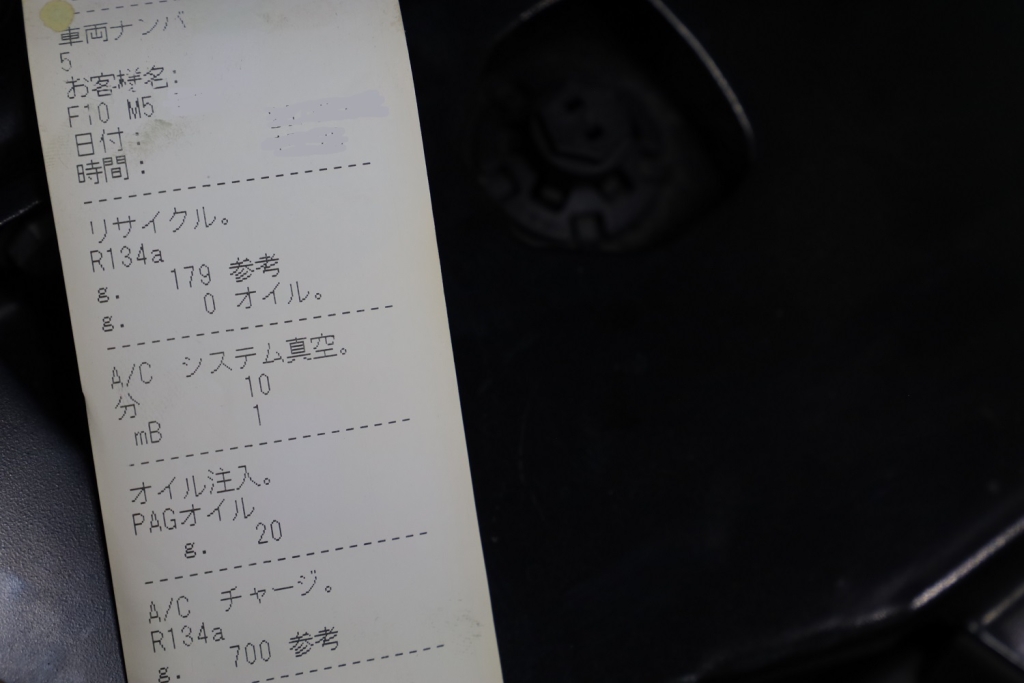 車両ナンバ
5
お客様名:
F10 M5
日付:
時間:
リサイクル。
R134a
g. 179 参考
g. 0 オイル。
A/C システム真空。
分 10
mB 1
オイル注入。
PAGオイル
g. 20
A/C チャージ。
R134a
g. 700 参考